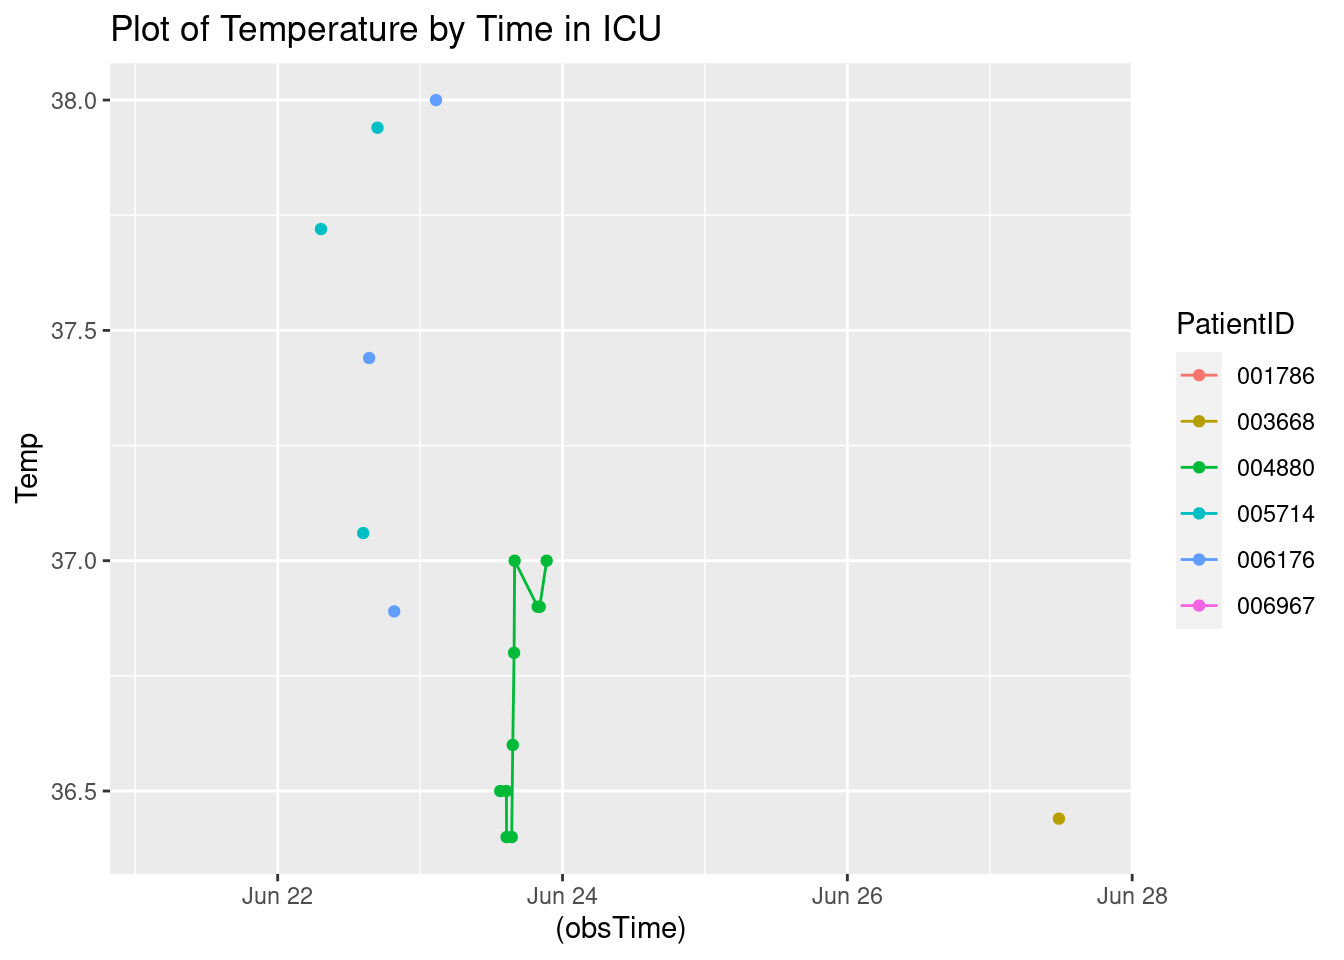 Plot of Temperature by Time in ICU
38.0
37.5
37.0
36.5
Temp
Jun 22
Jun 24
Jun 26
Jun 28
(obsTime)
PatientID
001786
003668
004880
005714
006176
006967